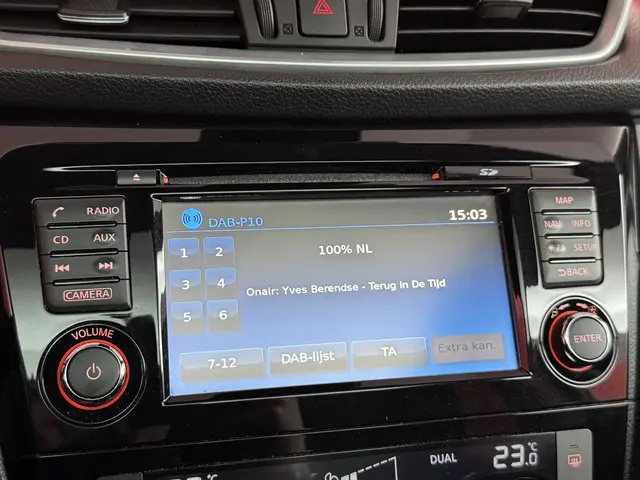 RADIO
CD AUX
CAMERA
VOLUME
DAB-P10 15:03
1 2
100% NL
3 4
Onair: Yves Berendse - Terug In De Tijd
5 6
7-12 DAB-lijst TA Extra kan.
MAP
NAV INFO
SETUP
BACK
ENTER
DUAL 23.0 °C